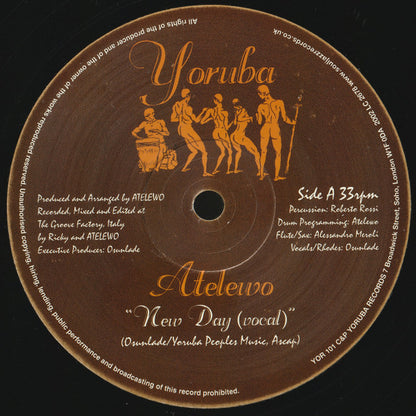 Yoruba
Produced and Arranged by ATELEWO
Recorded, Mixed and Edited at
The Groove Factory, Italy
by Ricky and ATELEWO
Executive Producer: Osunlade
Side A 33rpm
Percussion: Roberto Rossi
Drum Programming: Atelewo
Flute/Sax: Alessandro Meroli
Vocals/Rhodes: Osunlade
Atelewo
"New Day (vocal)"
(Osunlade/Yoruba Peoples Music, Ascap)
All rights of the producer and of the owner of the works reproduced reserved. Unauthorised copying, hiring, lending, public performance and broadcasting of this record prohibited.
YOR 101 C&P YORUBA RECORDS 7 Broadwick Street, Soho, London W1F 0DA 2002 LC 2678 www.souljazzrecords.co.uk